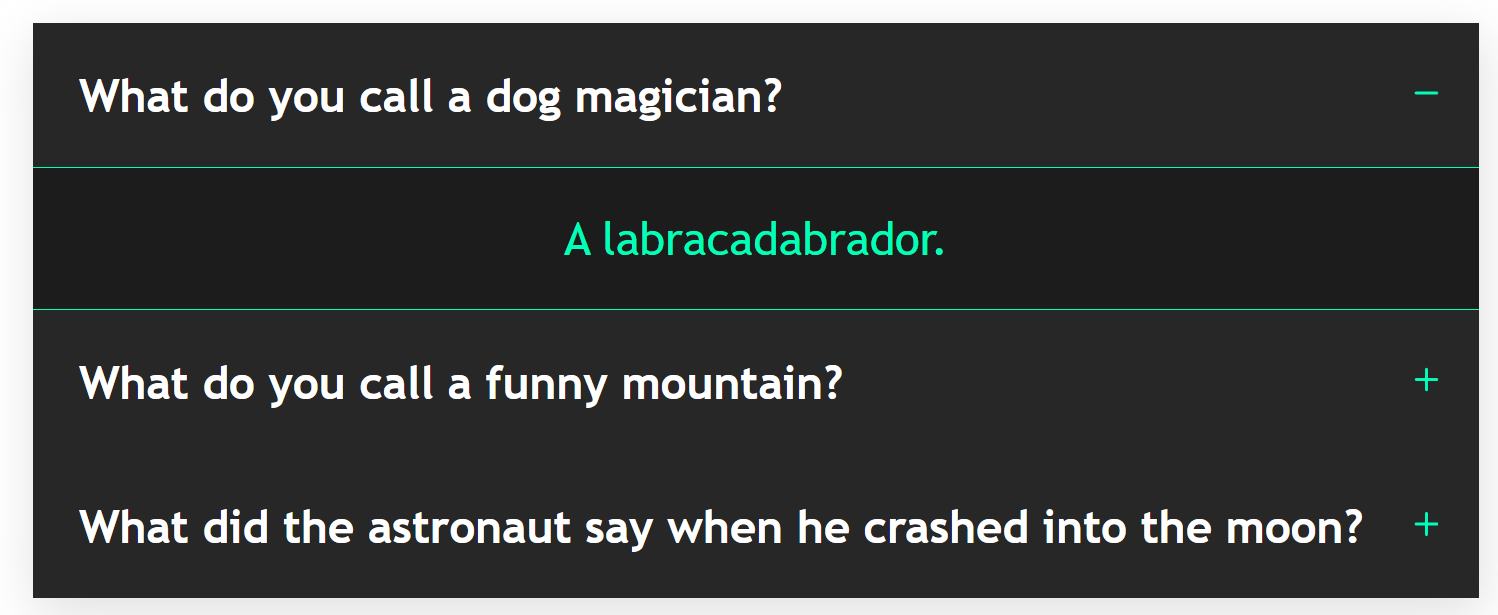 What do you call a dog magician?
A labracadabrador.
What do you call a funny mountain?
What did the astronaut say when he crashed into the moon?